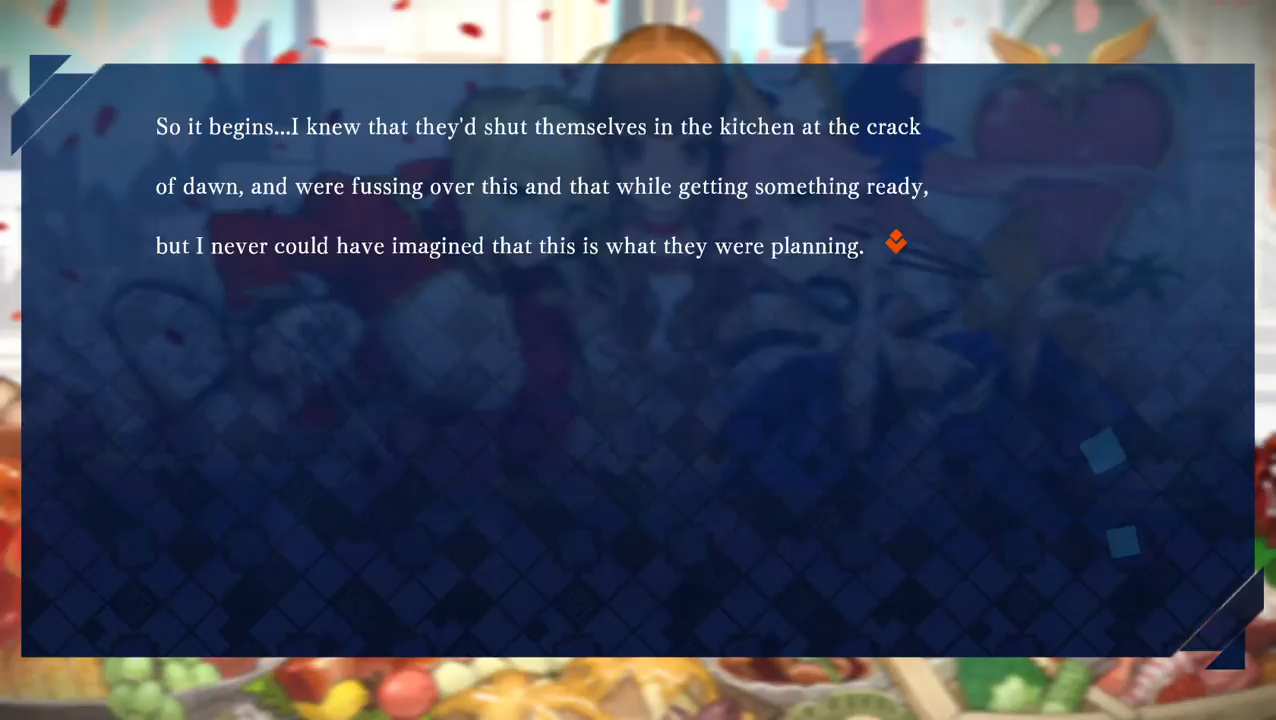 So it begins...I knew that they'd shut themselves in the kitchen at the crack
of dawn, and were fussing over this and that while getting something ready,
but I never could have imagined that this is what they were planning.